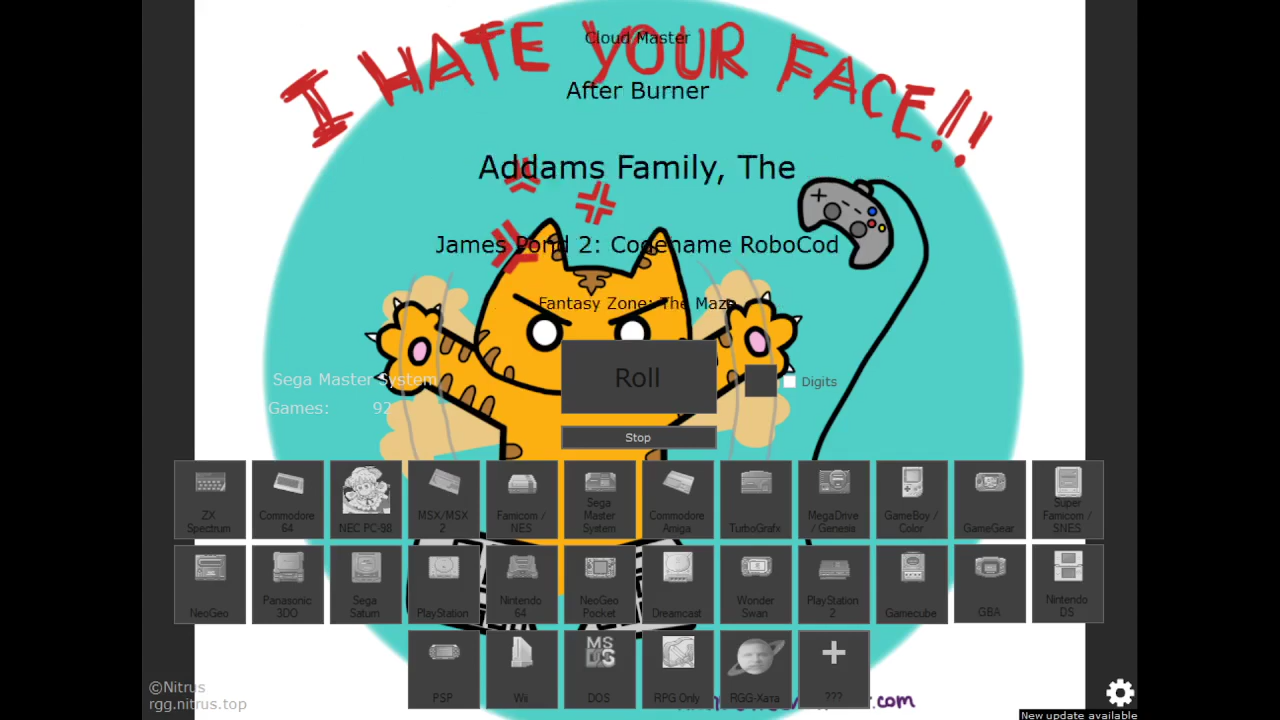 I HATE YOUR FACE!!
Cloud Master
After Burner
Addams Family, The
James Pond 2: Codename RoboCod
Fantasy Zone: The Maze
Sega Master System
Games: 92
Roll
Digits
Stop
ZX Spectrum
Commodore 64
NEC PC-98
MSX/MSX 2
Famicom / NES
Sega Master System
Commodore Amiga
TurboGrafx
MegaDrive / Genesis
GameBoy / Color
GameGear
Super Famicom / SNES
NeoGeo
Panasonic 3DO
Sega Saturn
PlayStation
Nintendo 64
NeoGeo Pocket
Dreamcast
Wonder Swan
PlayStation 2
Gamecube
GBA
Nintendo DS
PSP
Wii
MS DOS
DOS
RPG Only
RGG-Хата
???
©Nitrus
rgg.nitrus.top
.com
New update available